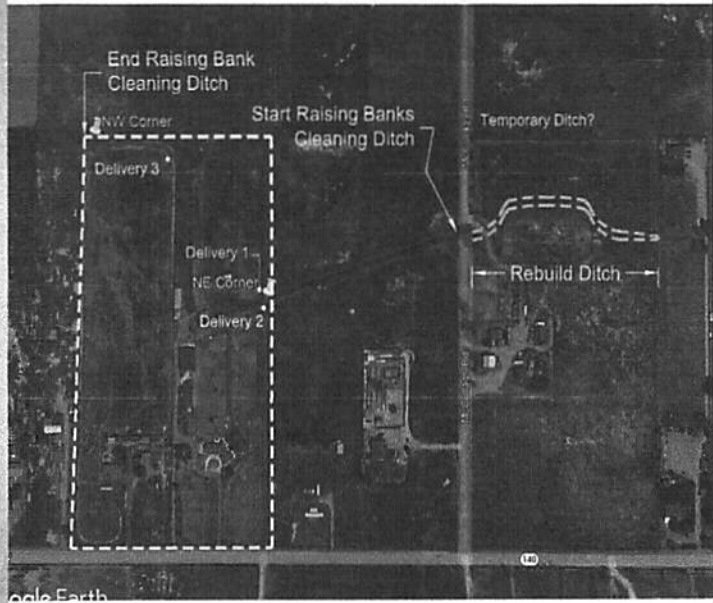 End Raising Bank
Cleaning Ditch
NW Corner
Start Raising Banks
Cleaning Ditch
Temporary Ditch?
Delivery 3
Delivery 1
NE Corner
Rebuild Ditch
Delivery 2
140
ogle Earth